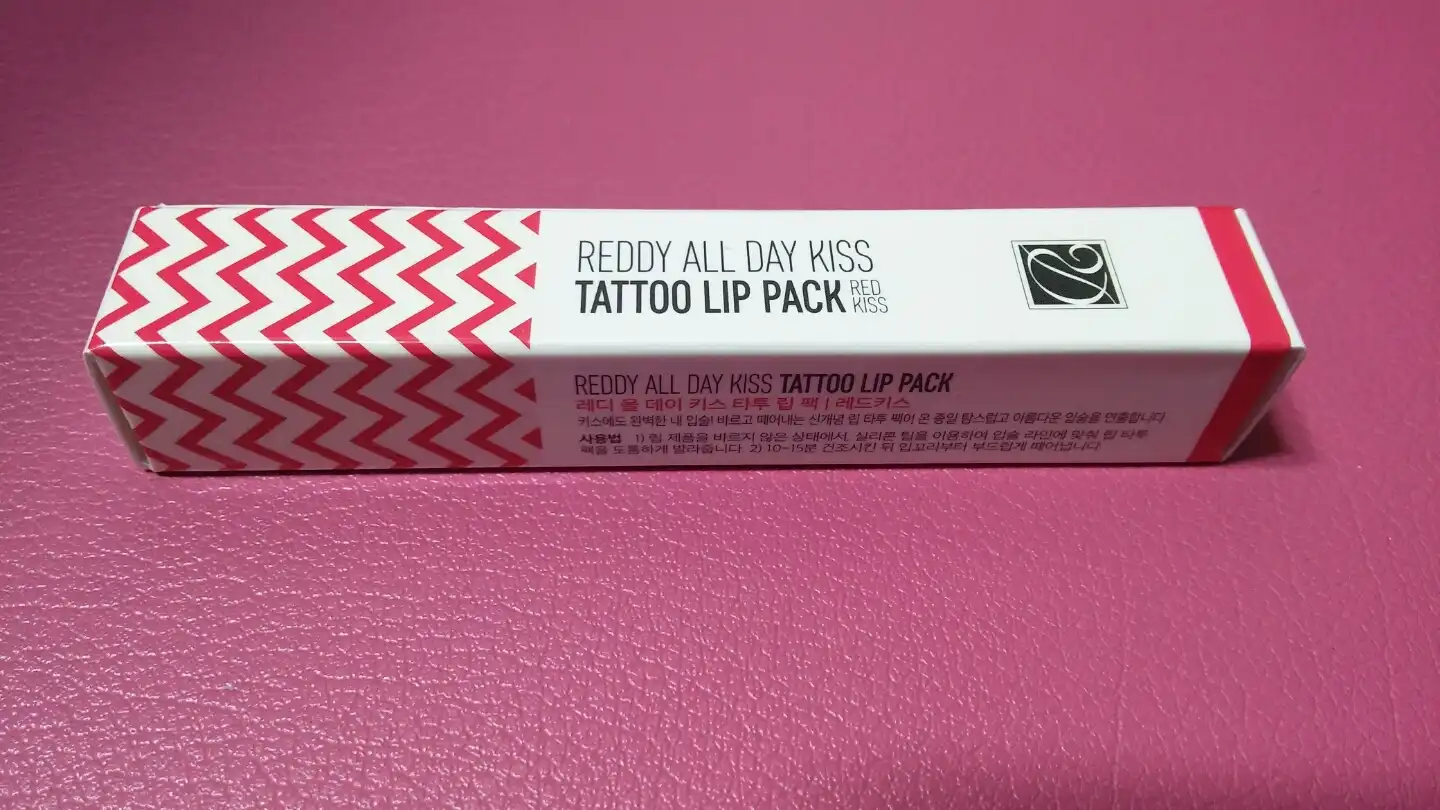 REDDY ALL DAY KISS
TATTOO LIP PACK RED KISS
REDDY ALL DAY KISS TATTOO LIP PACK
레디 올 데이 키스 타투 립 팩 | 레드키스
키스에도 완벽한 내 입술! 바르고 떼어내는 신개념 립 타투 팩이 온 종일 탐스럽고 아름다운 입술을 연출합니다
사용법 1) 립 제품을 바르지 않은 상태에서, 실리콘 팁을 이용하여 입술 라인에 맞춰 립 타투
팩을 도톰하게 발라줍니다. 2) 10~15분 건조시킨 뒤 입꼬리부터 부드럽게 떼어냅니다.